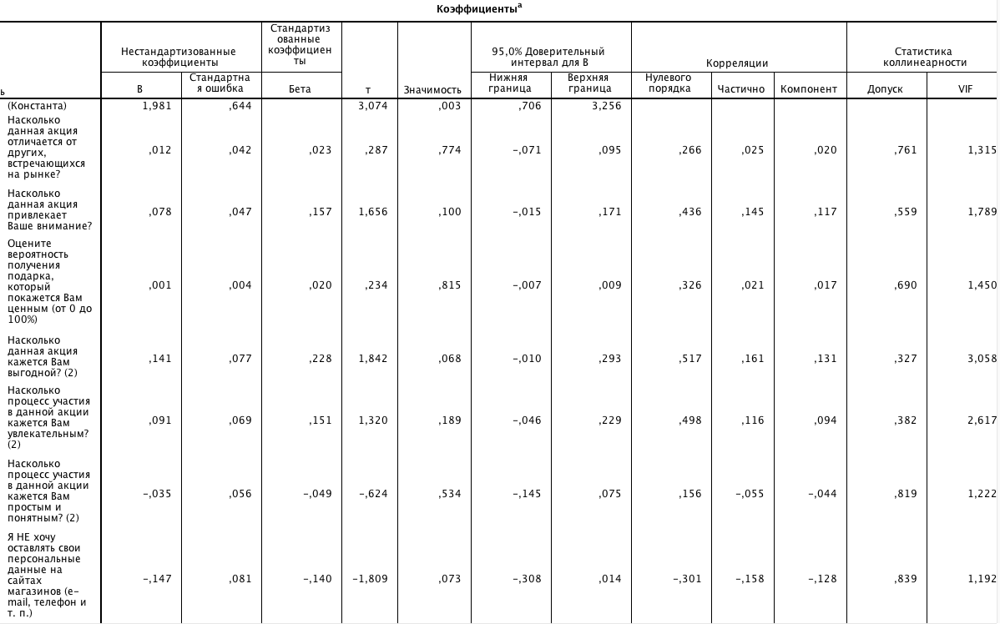 Коэффициентыа
ь
Нестандартизованные
коэффициенты
Стандартиз
ованные
коэффициен
ты
т
Значимость
95,0% Доверительный
интервал для B
Корреляции
Статистика
коллинеарности
B
Стандартна
я ошибка
Бета
Нижняя
граница
Верхняя
граница
Нулевого
порядка
Частично
Компонент
Допуск
VIF
(Константа) 1,981 ,644 3,074 ,003 ,706 3,256
Насколько
данная акция
отличается от
других,
встречающихся
на рынке?
,012 ,042 ,023 ,287 ,774 -,071 ,095 ,266 ,025 ,020 ,761 1,315
Насколько
данная акция
привлекает
Ваше внимание?
,078 ,047 ,157 1,656 ,100 -,015 ,171 ,436 ,145 ,117 ,559 1,789
Оцените
вероятность
получения
подарка,
который
покажется Вам
ценным (от 0 до
100%)
,001 ,004 ,020 ,234 ,815 -,007 ,009 ,326 ,021 ,017 ,690 1,450
Насколько
данная акция
кажется Вам
выгодной? (2)
,141 ,077 ,228 1,842 ,068 -,010 ,293 ,517 ,161 ,131 ,327 3,058
Насколько
процесс участия
в данной акции
кажется Вам
увлекательным?
(2)
,091 ,069 ,151 1,320 ,189 -,046 ,229 ,498 ,116 ,094 ,382 2,617
Насколько
процесс участия
в данной акции
кажется Вам
простым и
понятным? (2)
-,035 ,056 -,049 -,624 ,534 -,145 ,075 ,156 -,055 -,044 ,819 1,222
Я НЕ хочу
оставлять свои
персональные
данные на
сайтах
магазинов (e-
mail, телефон и
т. п.)
-,147 ,081 -,140 -1,809 ,073 -,308 ,014 -,301 -,158 -,128 ,839 1,192